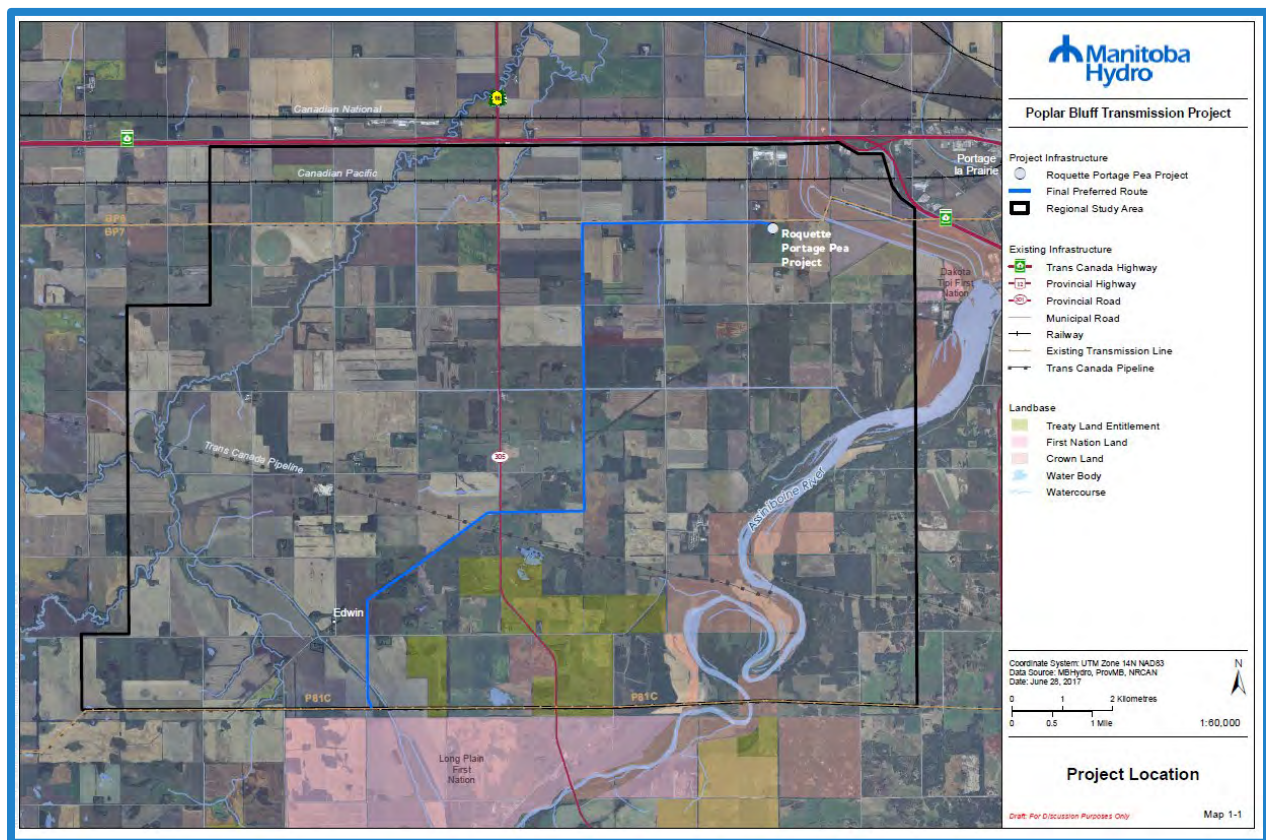 Canadian National
98
Canadian Pacific
Portage
la Prairie
BP6
BP7
Roquette
Portage Pea
Project
Dakota
Tipi First
Nation
Trans Canada Pipeline
305
Assiniboine River
Edwin
P81C
P81C
Long Plain
First
Nation
Manitoba
Hydro
Poplar Bluff Transmission Project
Project Infrastructure
Roquette Portage Pea Project
Final Preferred Route
Regional Study Area
Existing Infrastructure
Trans Canada Highway
Provincial Highway
Provincial Road
Municipal Road
Railway
Existing Transmission Line
Trans Canada Pipeline
Landbase
Treaty Land Entitlement
First Nation Land
Crown Land
Water Body
Watercourse
Coordinate System: UTM Zone 14N NAD83
Data Source: MBHydro, ProvMB, NRCAN
Date: June 28, 2017
N
0 1 2 Kilometres
0 0.5 1 Mile
1:60,000
Project Location
Draft: For Discussion Purposes Only
Map 1-1